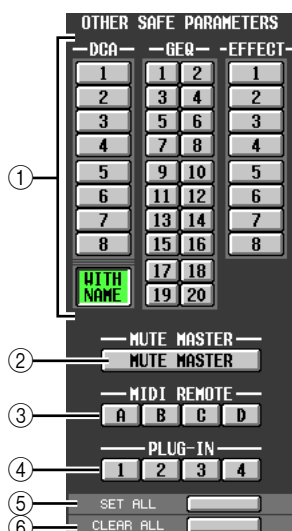 OTHER SAFE PARAMETERS
DCA GEQ EFFECT
1 1 2 1
2 3 4 2
3 5 6 3
4 7 8 4
5 9 10 5
6 11 12 6
7 13 14 7
8 15 16 8
WITH NAME 17 18
19 20
1
MUTE MASTER
2 MUTE MASTER
MIDI REMOTE
3 A B C D
PLUG-IN
4 1 2 3 4
5 SET ALL
6 CLEAR ALL